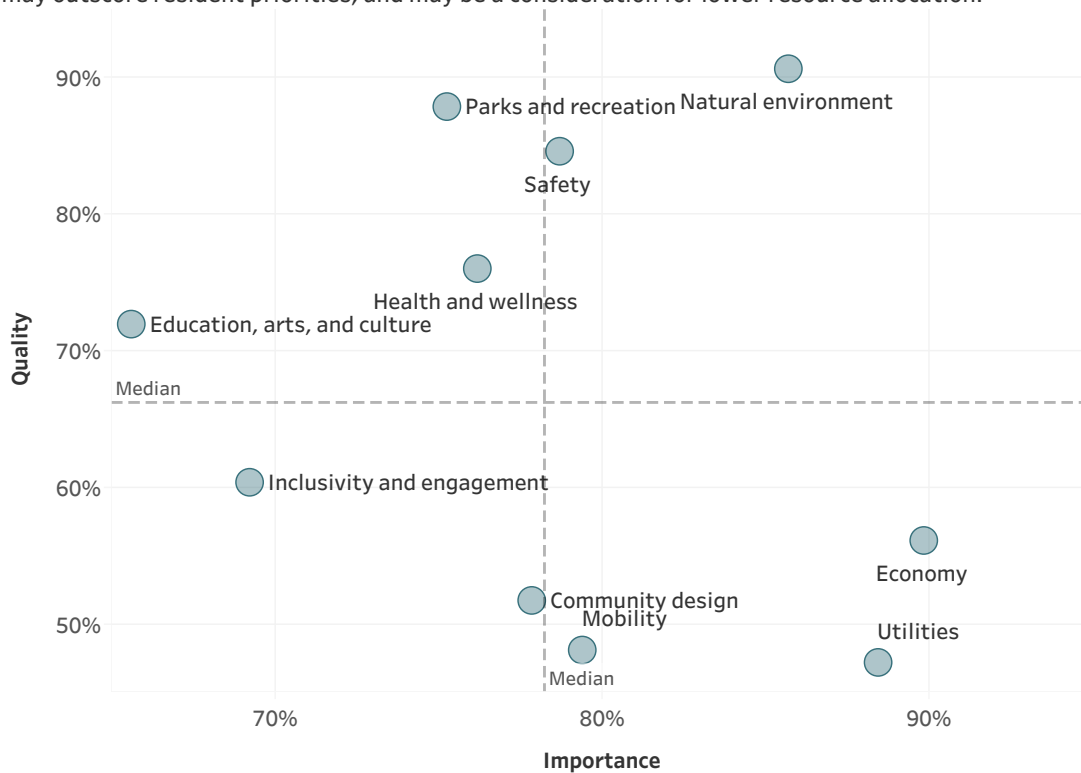 may outscore resident priorities, and may be a consideration for lower resource allocation.
90%
Parks and recreation
Natural environment
Safety
80%
Health and wellness
Education, arts, and culture
70%
Quality
Median
60%
Inclusivity and engagement
Economy
Community design
Mobility
50%
Utilities
Median
70%
80%
90%
Importance